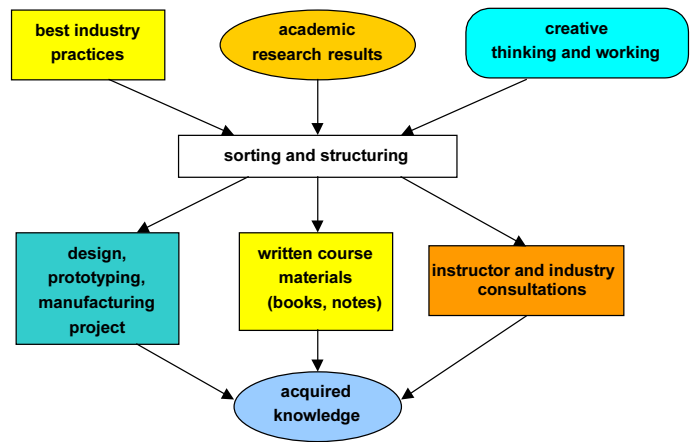 best industry
practices
academic
research results
creative
thinking and working
sorting and structuring
design,
prototyping,
manufacturing
project
written course
materials
(books, notes)
instructor and industry
consultations
acquired
knowledge